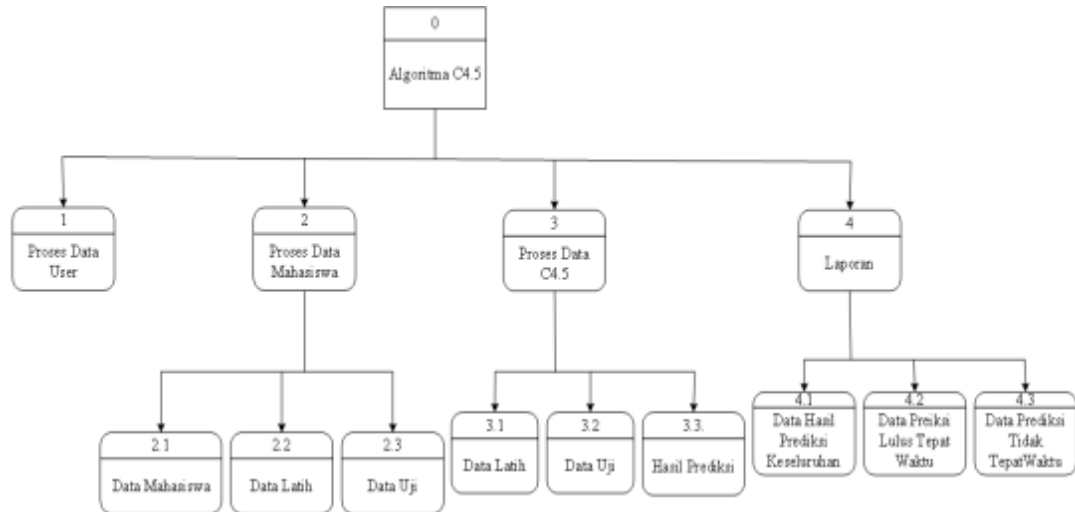 0
Algoritma C4.5
1
Proses Data
User
2
Proses Data
Mahasiswa
3
Proses Data
C4.5
4
Laporan
2.1
Data Mahasiswa
2.2
Data Latih
2.3
Data Uji
3.1
Data Latih
3.2
Data Uji
3.3.
Hasil Prediksi
4.1
Data Hasil
Prediksi
Keseluruhan
4.2
Data Preiksi
Lulus Tepat
Waktu
4.3
Data Prediksi
Tidak
TepatWaktu